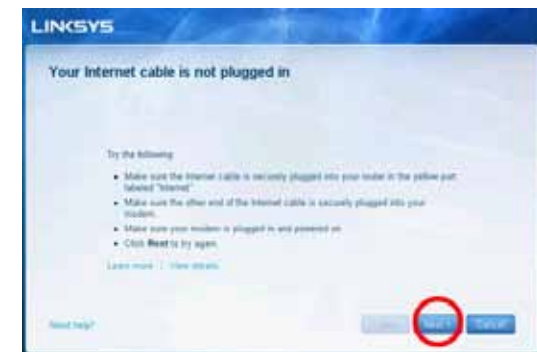 LINKSYS
Your Internet cable is not plugged in
Try the following:
Make sure the Internet cable is securely plugged into your router in the yellow port
labeled "Internet"
Make sure the other end of the Internet cable is securely plugged into your
modem.
Make sure your modem is plugged in and powered on
Click Next to try again.
Learn more | View details
Need help?
Next
Cancel